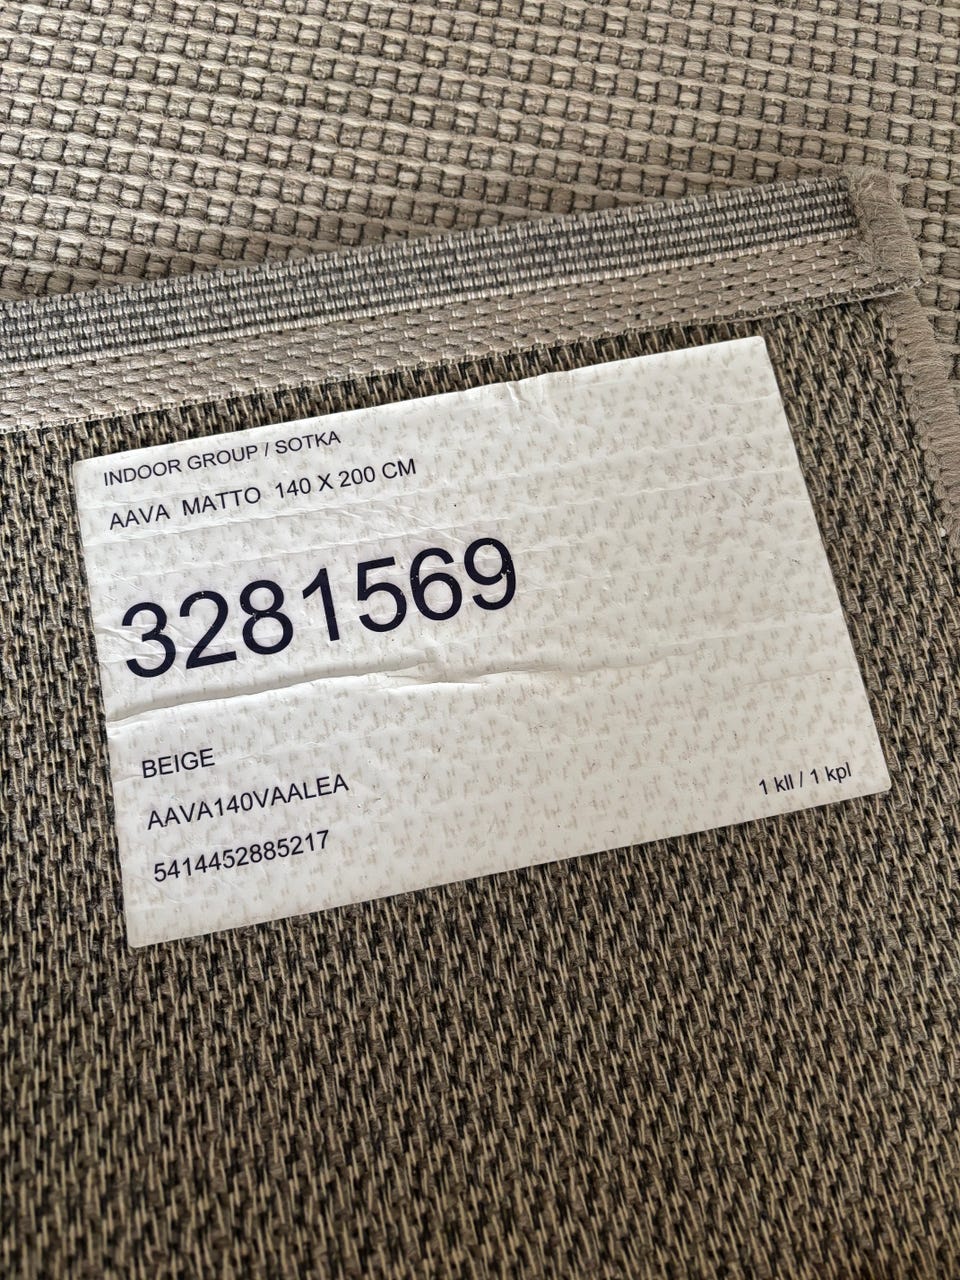 INDOOR GROUP / SOTKA
AAVA MATTO 140 X 200 CM
3281569
BEIGE
AAVA140VAALEA
5414452885217
1 kll / 1 kpl